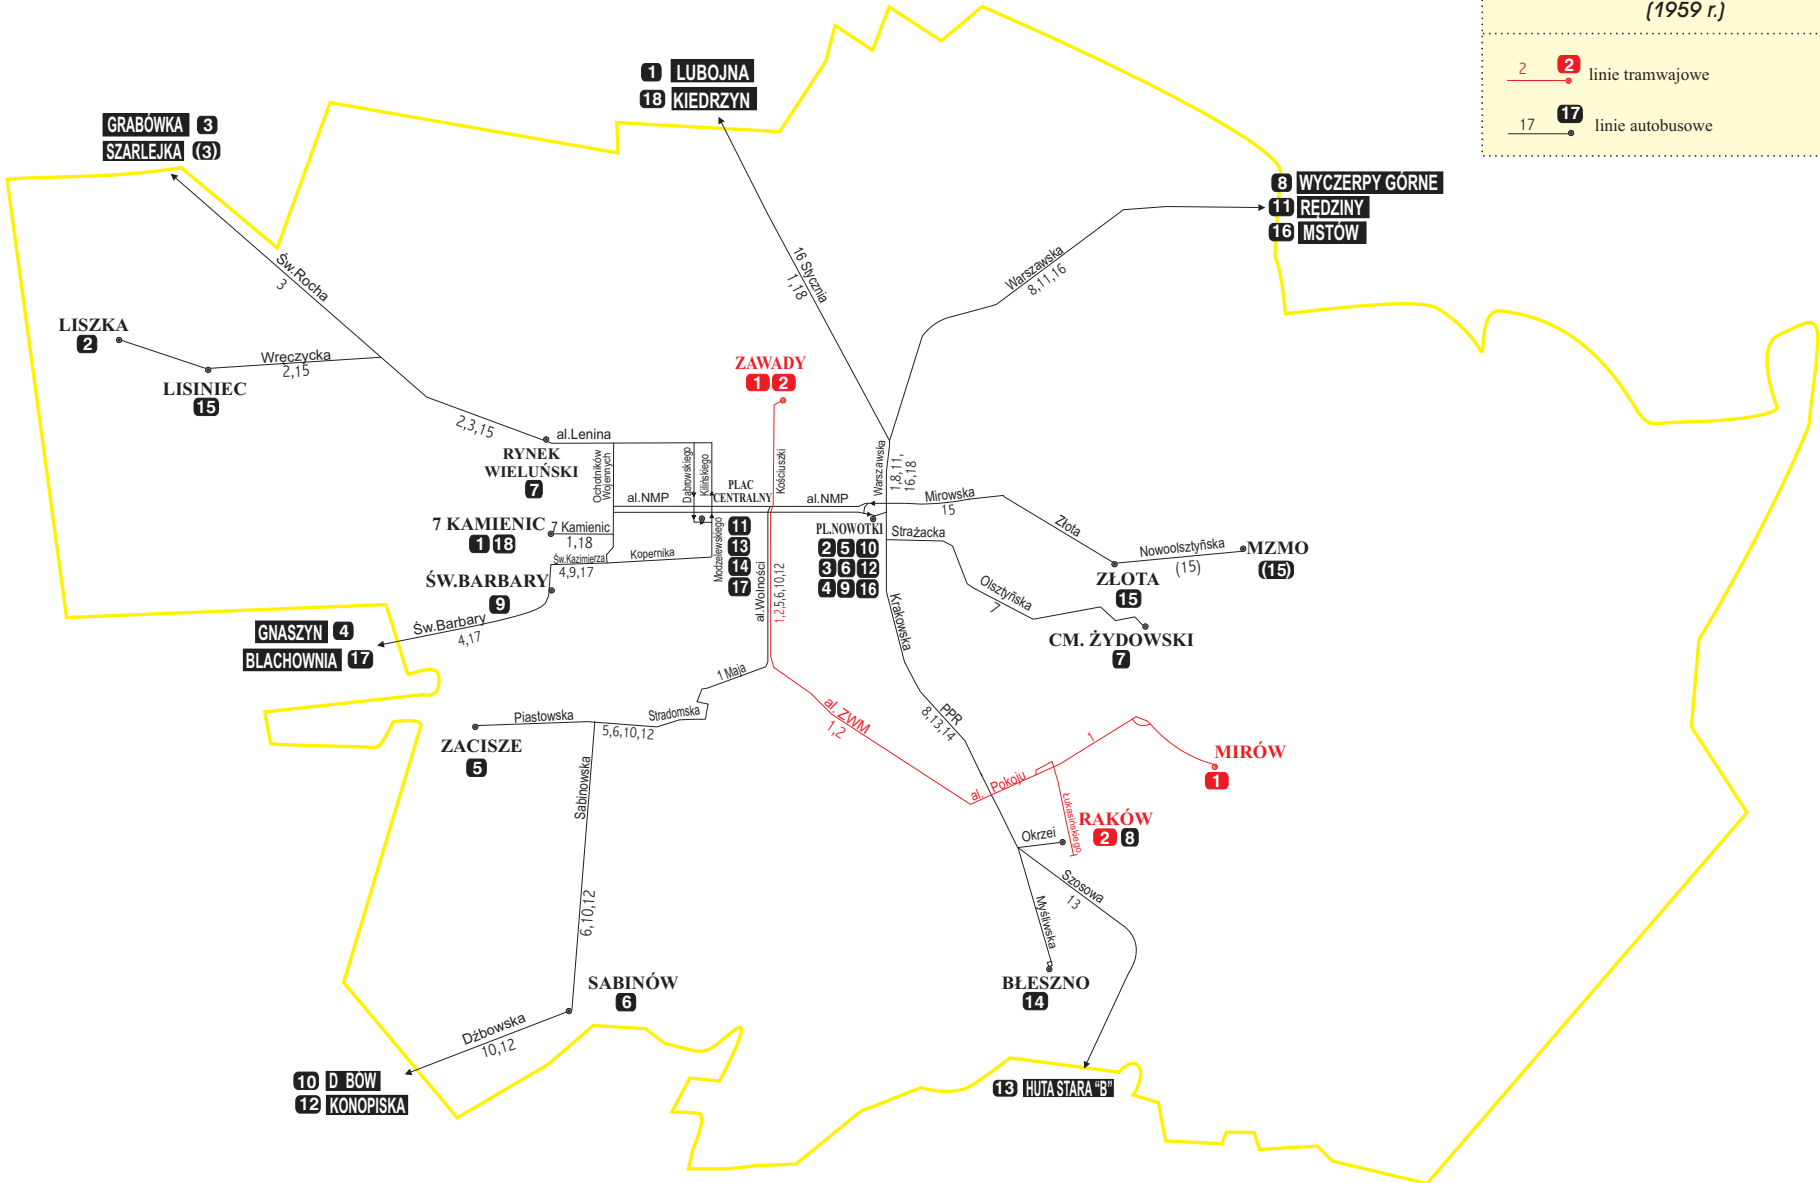 (1959 r.)
2 2 linie tramwajowe
17 17 linie autobusowe
1 LUBOJNA
18 KIEDRZYN
GRABÓWKA 3
SZARLEJKA (3)
8 WYCZERPY GÓRNE
11 RĘDZINY
16 MSTÓW
16 Stycznia
1,18
Warszawska
8,11,16
Św.Rocha
3
LISZKA
2
Wręczycka
2,15
LISINIEC
15
ZAWADY
1 2
2,3,15
al.Lenina
RYNEK
WIELUŃSKI
7
Ochotników
Wojennych
Dąbrowskiego
Kilińskiego
Kościuszki
PLAC
CENTRALNY
Warszawska
1,8,11,
16,18
al.NMP
al.NMP
Mirowska
15
Złota
7 KAMIENIC
1 18
7 Kamienic
1,18
Modzelewskiego
11
13
14
17
PL.NOWOTKI
2 5 10
3 6 12
4 9 16
Strażacka
Nowoolsztyńska
(15)
MZMO
(15)
ZŁOTA
15
Św.Kazimierza
4,9,17
Kopernika
ŚW.BARBARY
9
al.Wolności
1,2,5,6,10,12
Krakowska
Olsztyńska
7
CM. ŻYDOWSKI
7
Św.Barbary
4,17
GNASZYN 4
BLACHOWNIA 17
1 Maja
Piastowska
Stradomska
5,6,10,12
ZACISZE
5
al. ZWM
1,2
PPR
8,13,14
1
MIRÓW
1
al. Pokoju
Łukasińskiego
RAKÓW
2 8
Okrzei
Sabinowska
6,10,12
Szosowa
13
Myśliwska
BŁESZNO
14
SABINÓW
6
Dźbowska
10,12
10 D BÓW
12 KONOPISKA
13 HUTA STARA "B"